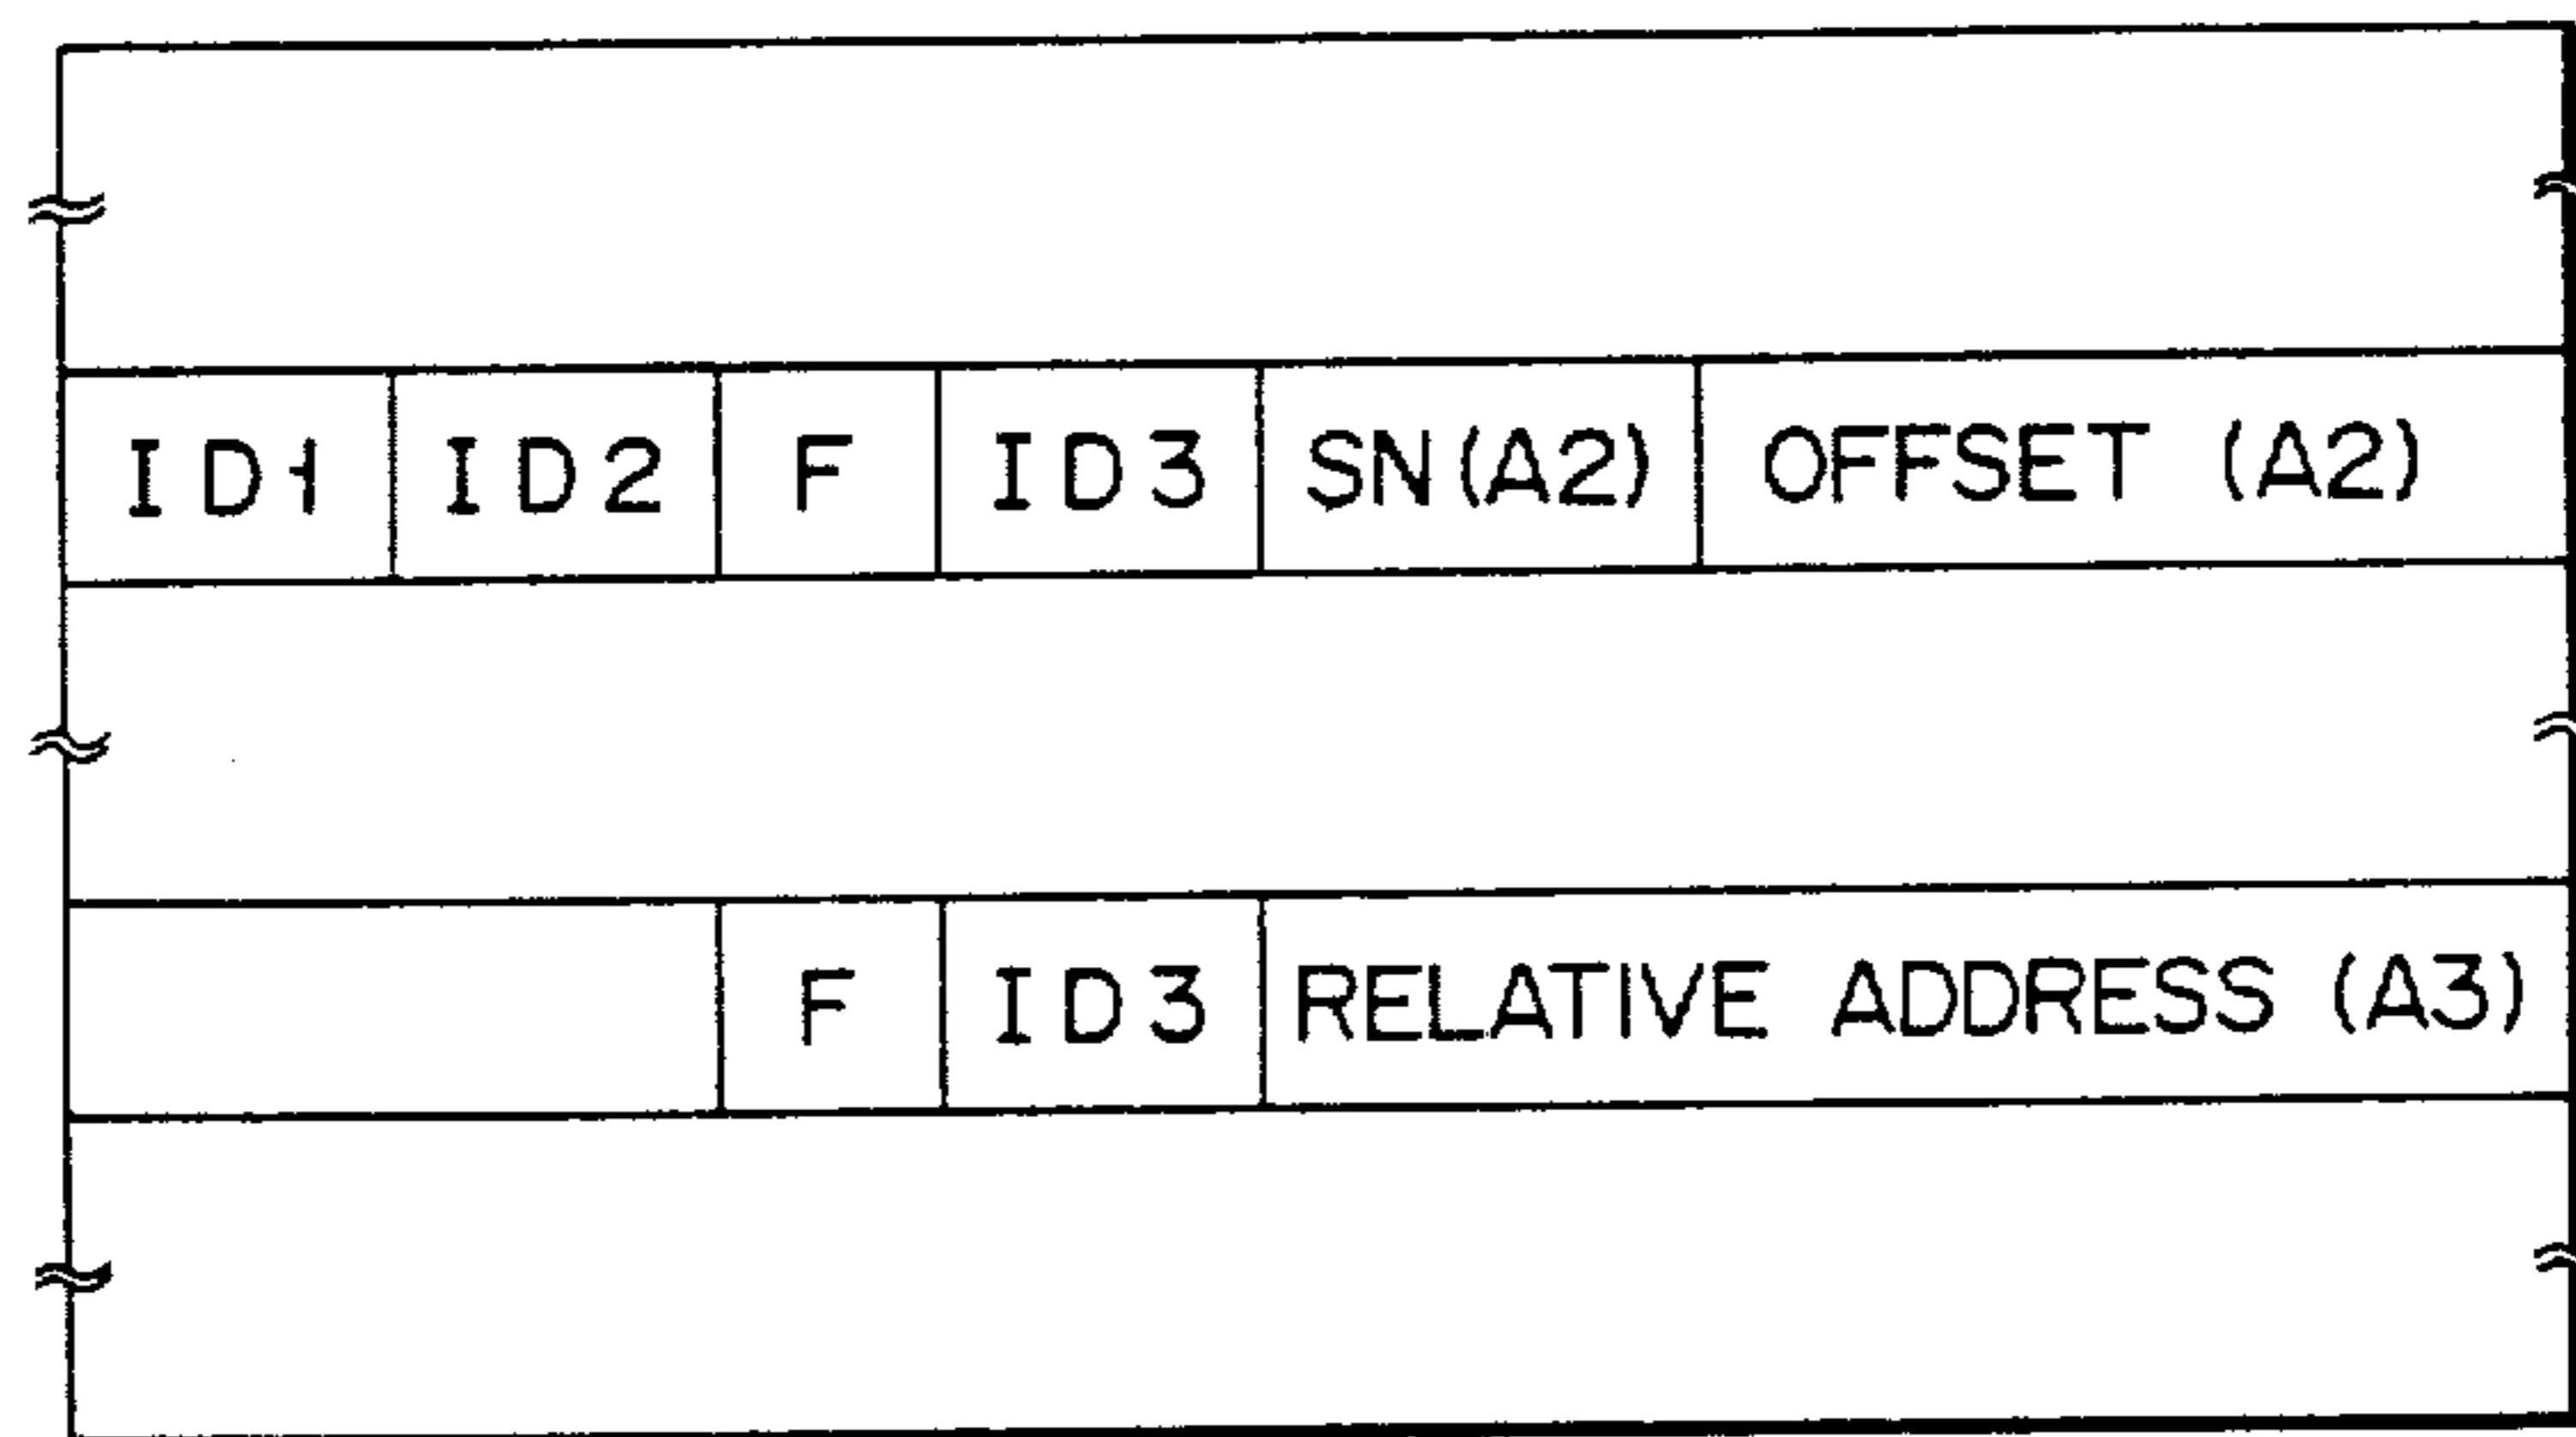 ID1 ID2 F ID3 SN(A2) OFFSET (A2)
F ID3 RELATIVE ADDRESS (A3)